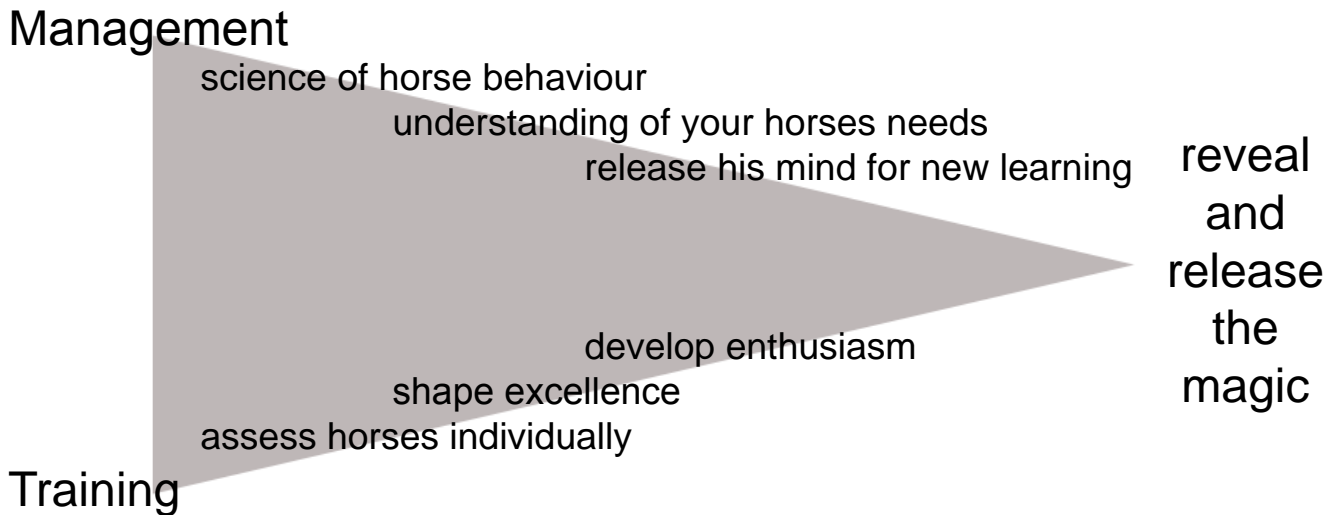 Management
science of horse behaviour
understanding of your horses needs
release his mind for new learning
reveal
and
release
the
magic
develop enthusiasm
shape excellence
assess horses individually
Training